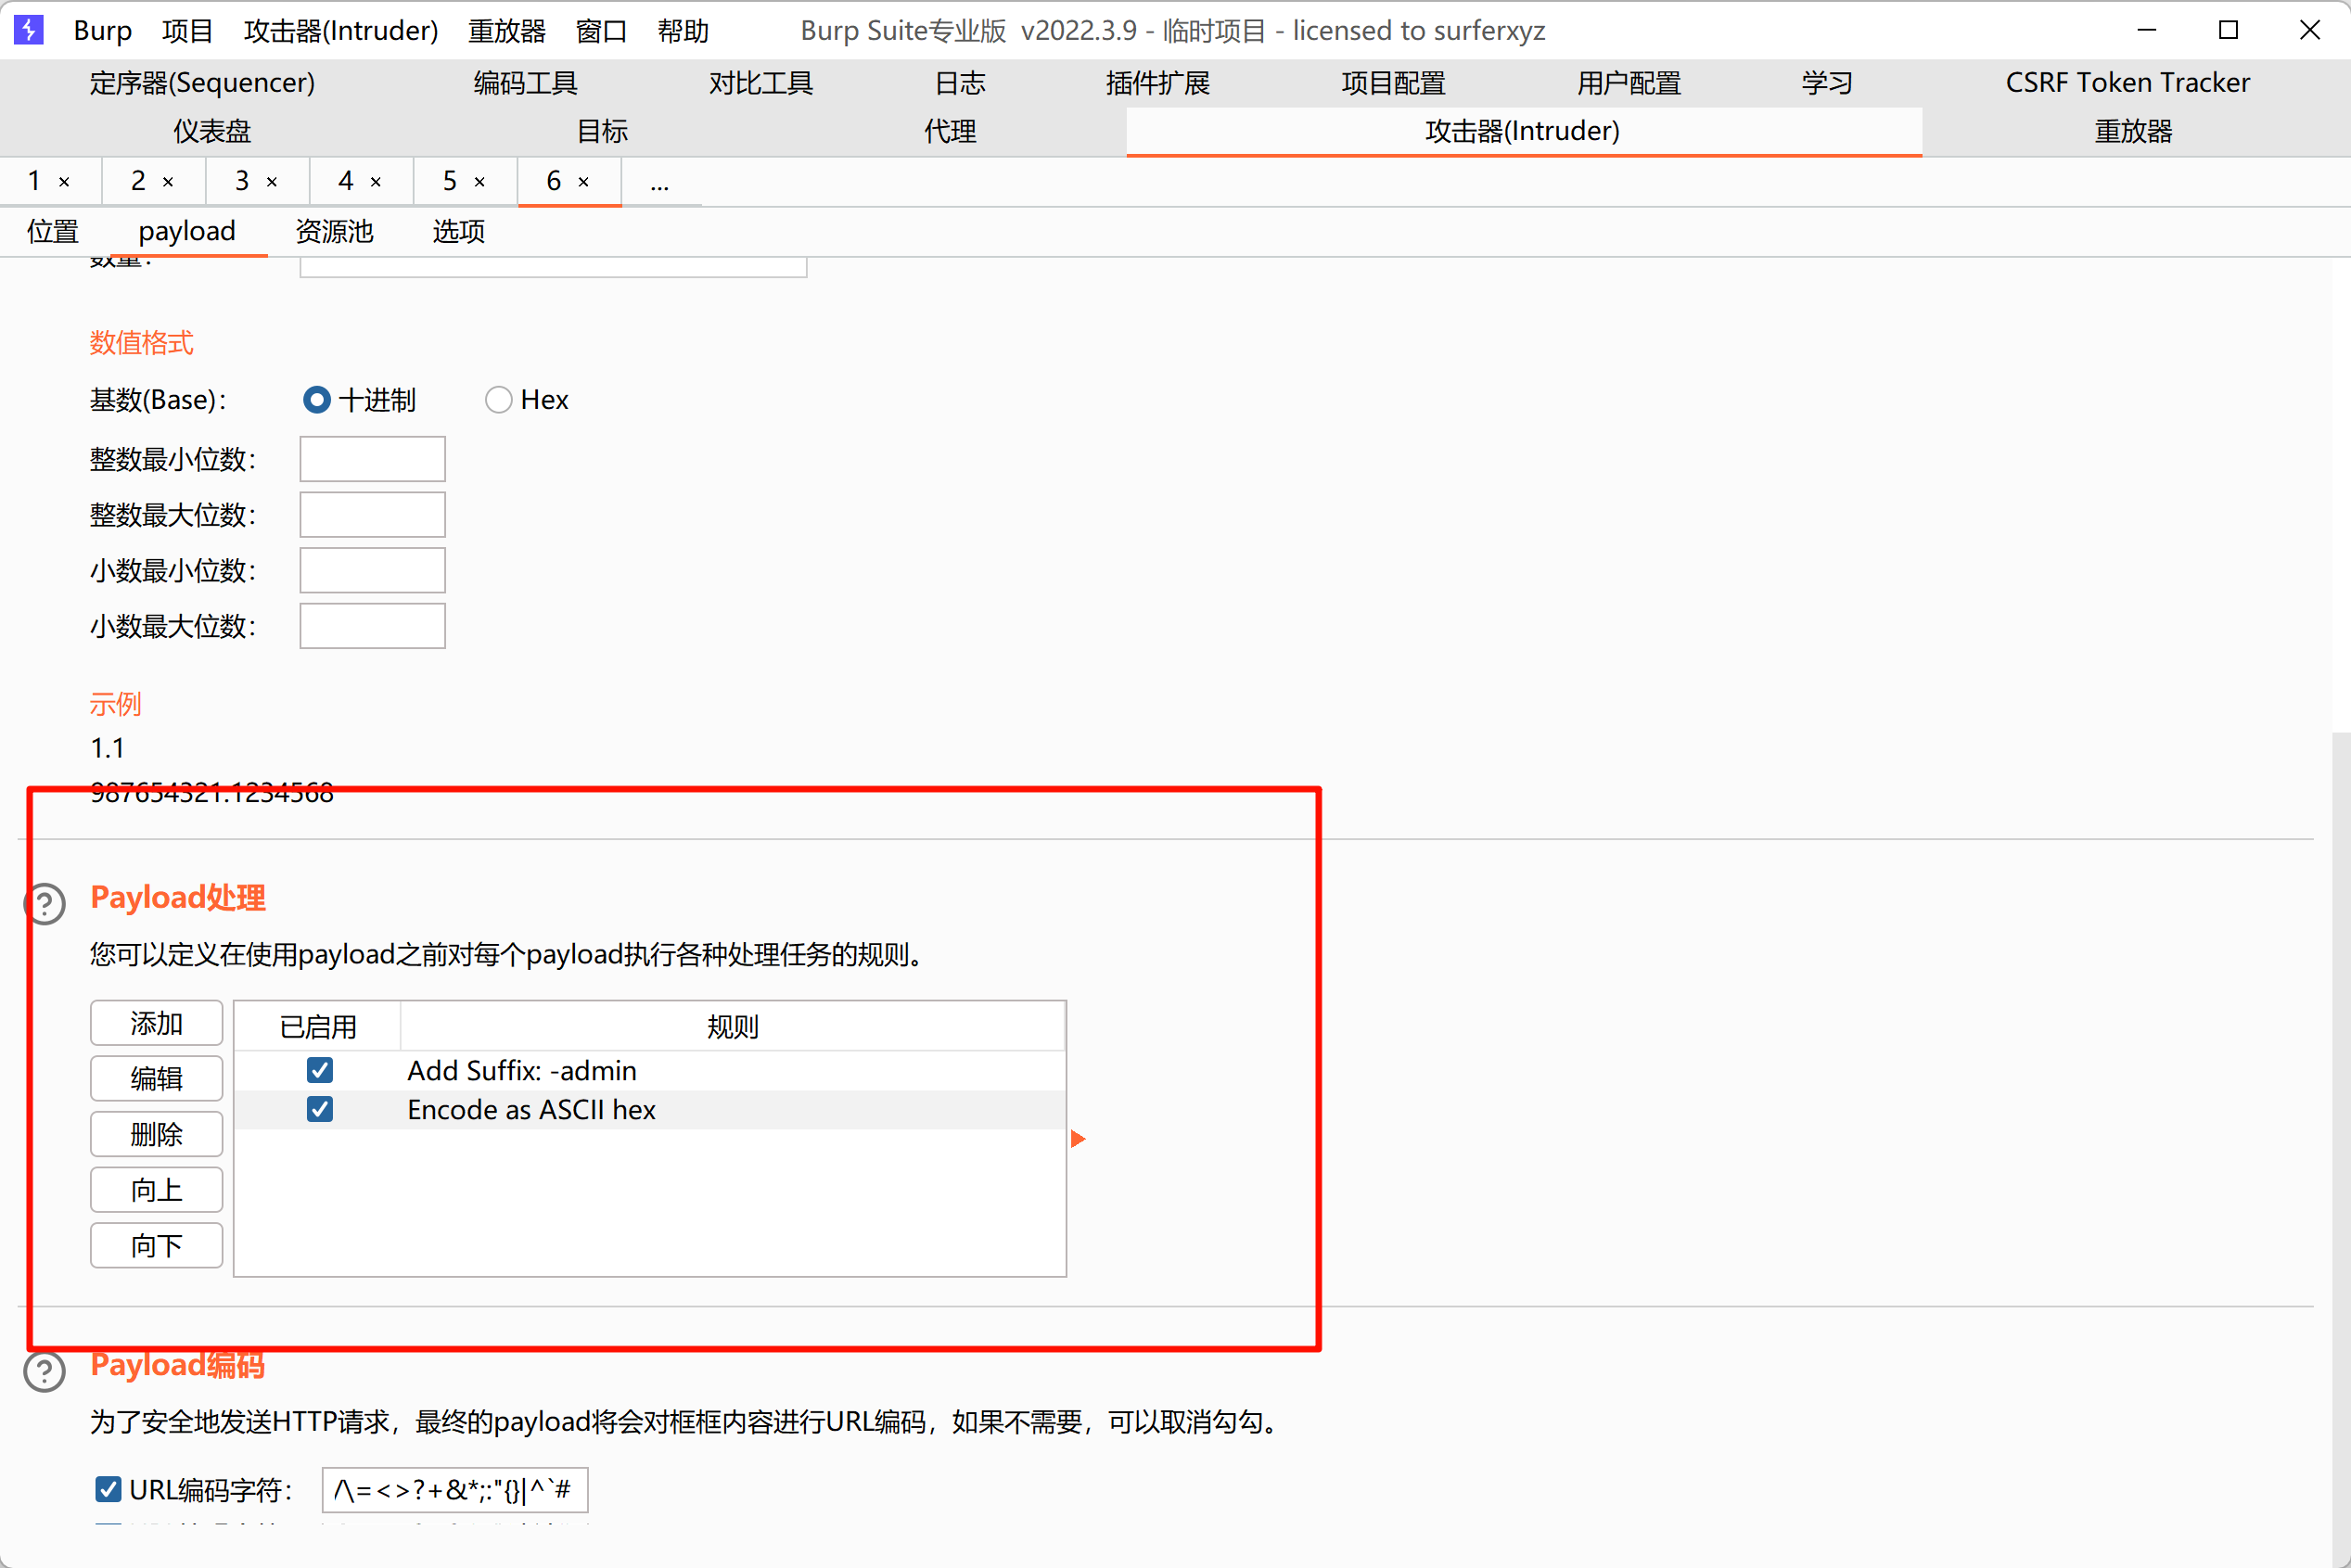 Burp 项目 攻击器(Intruder) 重放器 窗口 帮助 Burp Suite专业版 v2022.3.9 - 临时项目 - licensed to surferxyz
定序器(Sequencer) 编码工具 对比工具 日志 插件扩展 项目配置 用户配置 学习 CSRF Token Tracker
仪表盘 目标 代理 攻击器(Intruder) 重放器
1 × 2 × 3 × 4 × 5 × 6 × ...
位置 payload 资源池 选项
数量:
数值格式
基数(Base): 十进制 Hex
整数最小位数:
整数最大位数:
小数最小位数:
小数最大位数:
示例
1.1
987654321.1234568
Payload处理
您可以定义在使用payload之前对每个payload执行各种处理任务的规则。
添加 已启用 规则
Add Suffix: -admin
编辑
Encode as ASCII hex
删除
向上
向下
Payload编码
为了安全地发送HTTP请求，最终的payload将会对框框内容进行URL编码，如果不需要，可以取消勾勾。
URL编码字符: /\=<>?+&*;:"{}|^`#